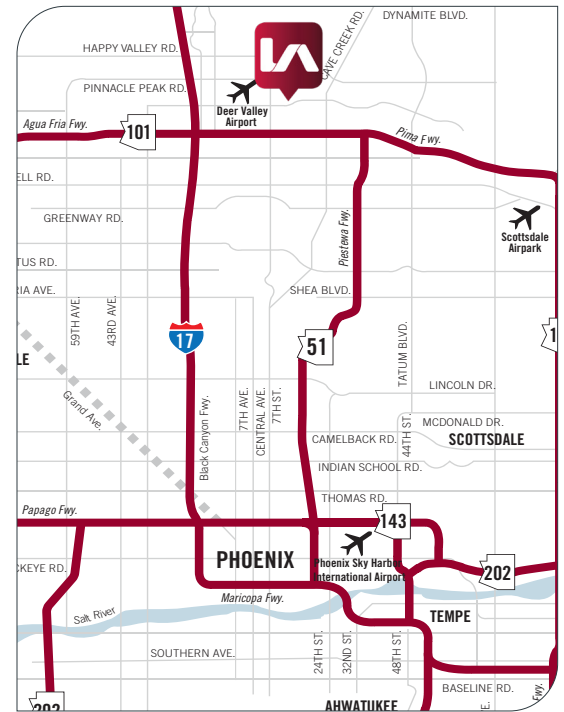 DYNAMITE BLVD.
HAPPY VALLEY RD.
CAVE CREEK RD.
LA
PINNACLE PEAK RD.
Deer Valley
Airport
Agua Fria Fwy.
101
Pima Fwy.
ELL RD.
GREENWAY RD.
Piestewa Fwy.
Scottsdale
Airpark
TUS RD.
RIA AVE.
SHEA BLVD.
59TH AVE.
43RD AVE.
17
51
1
TATUM BLVD.
LE
LINCOLN DR.
Grand Ave.
7TH AVE.
CENTRAL AVE.
7TH ST.
MCDONALD DR.
44TH ST.
CAMELBACK RD.
SCOTTSDALE
Black Canyon Fwy.
INDIAN SCHOOL RD.
THOMAS RD.
Papago Fwy.
143
PHOENIX
Phoenix Sky Harbor
International Airport
CKEYE RD.
202
Maricopa Fwy.
Salt River
TEMPE
24TH ST.
32ND ST.
48TH ST.
SOUTHERN AVE.
BASELINE RD.
202
AHWATUKEE
E.
Fwy.